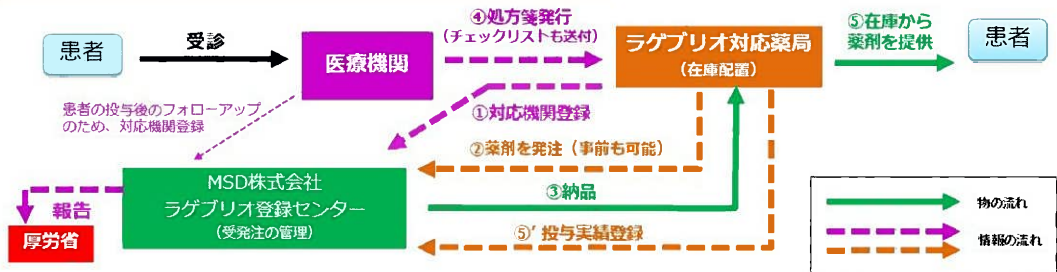 患者
受診
医療機関
④処方箋発行
（チェックリストも送付）
ラゲブリオ対応薬局
（在庫配置）
⑤在庫から
薬剤を提供
患者
患者の投与後のフォローアップ
のため、対応機関登録
①対応機関登録
②薬剤を発注（事前も可能）
MSD株式会社
ラゲブリオ登録センター
（受発注の管理）
③納品
⑤’投与実績登録
報告
厚労省
物の流れ
情報の流れ